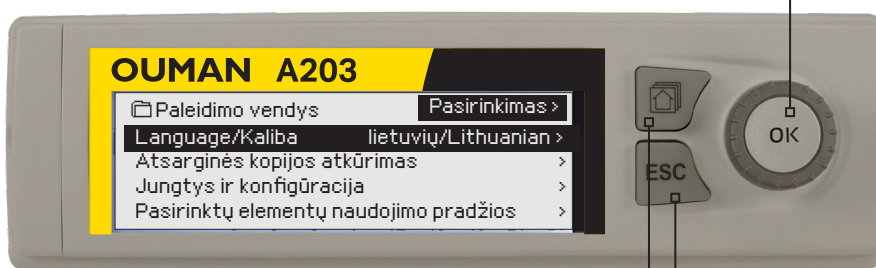 OUMAN A203
Paleidimo vendys Pasirinkimas >
Language/Kaliba lietuvių/Lithuanian >
Atsarginės kopijos atkūrimas >
Jungtys ir konfigūracija >
Pasirinktų elementų naudojimo pradžios >
OK
ESC